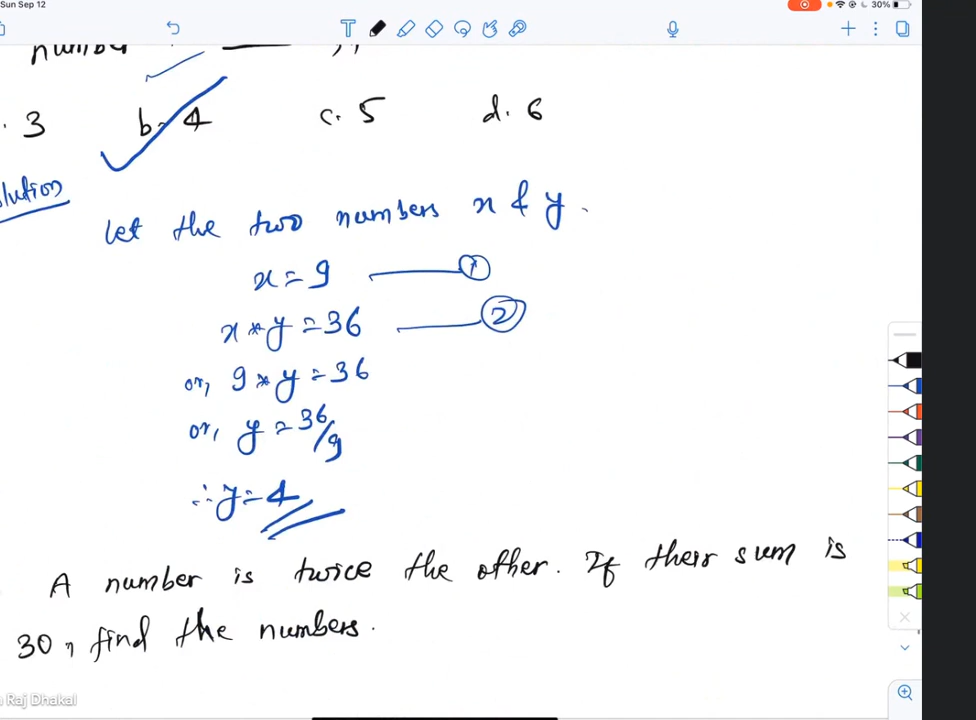 Sun Sep 12
30%
number
. 3 b. 4 c. 5 d. 6
lution
Let the two numbers x & y.
x = 9 ①
x * y = 36 ②
or, 9 * y = 36
or, y = 36/9
∴ y = 4
A number is twice the other. If their sum is
30, find the numbers.
Raj Dhakal